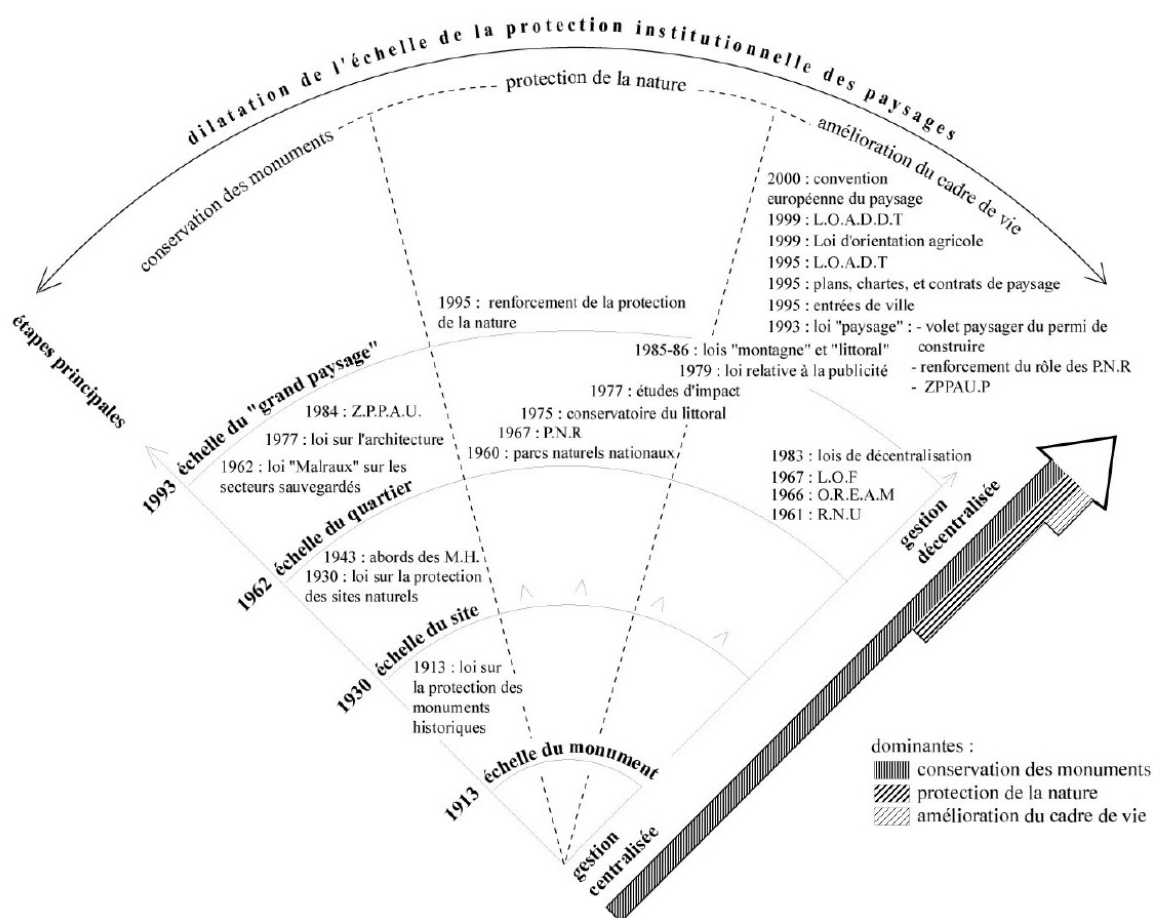 dilatation de l'échelle de la protection institutionnelle des paysages
conservation des monuments
protection de la nature
amélioration du cadre de vie
2000 : convention
européenne du paysage
1999 : L.O.A.D.D.T
1999 : Loi d'orientation agricole
1995 : L.O.A.D.T
1995 : plans, chartes, et contrats de paysage
1995 : entrées de ville
1993 : loi "paysage" : - volet paysager du permi de
construire
- renforcement du rôle des P.N.R
- ZPPAU.P
1995 : renforcement de la protection
de la nature
1985-86 : lois "montagne" et "littoral"
1979 : loi relative à la publicité
1977 : études d'impact
1975 : conservatoire du littoral
1967 : P.N.R
1960 : parcs naturels nationaux
étapes principales
1993
échelle du "grand paysage"
1984 : Z.P.P.A.U.
1977 : loi sur l'architecture
1962 : loi "Malraux" sur les
secteurs sauvegardés
1983 : lois de décentralisation
1967 : L.O.F
1966 : O.R.E.A.M
1961 : R.N.U
1962
échelle du quartier
1943 : abords des M.H.
1930 : loi sur la protection
des sites naturels
1930
échelle du site
1913 : loi sur
la protection des
monuments
historiques
1913
échelle du monument
gestion
décentralisée
gestion
centralisée
dominantes :
conservation des monuments
protection de la nature
amélioration du cadre de vie